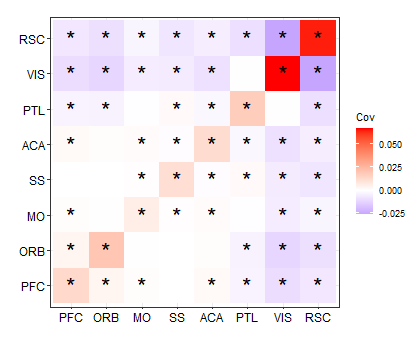 RSC * * * * * * * *
VIS * * * * * * *
PTL * * * * * *
ACA * * * * * * *
SS * * * * * *
MO * * * * * *
ORB * * * * *
PFC * * * * * * *
PFC ORB MO SS ACA PTL VIS RSC
Cov
0.050
0.025
0.000
-0.025